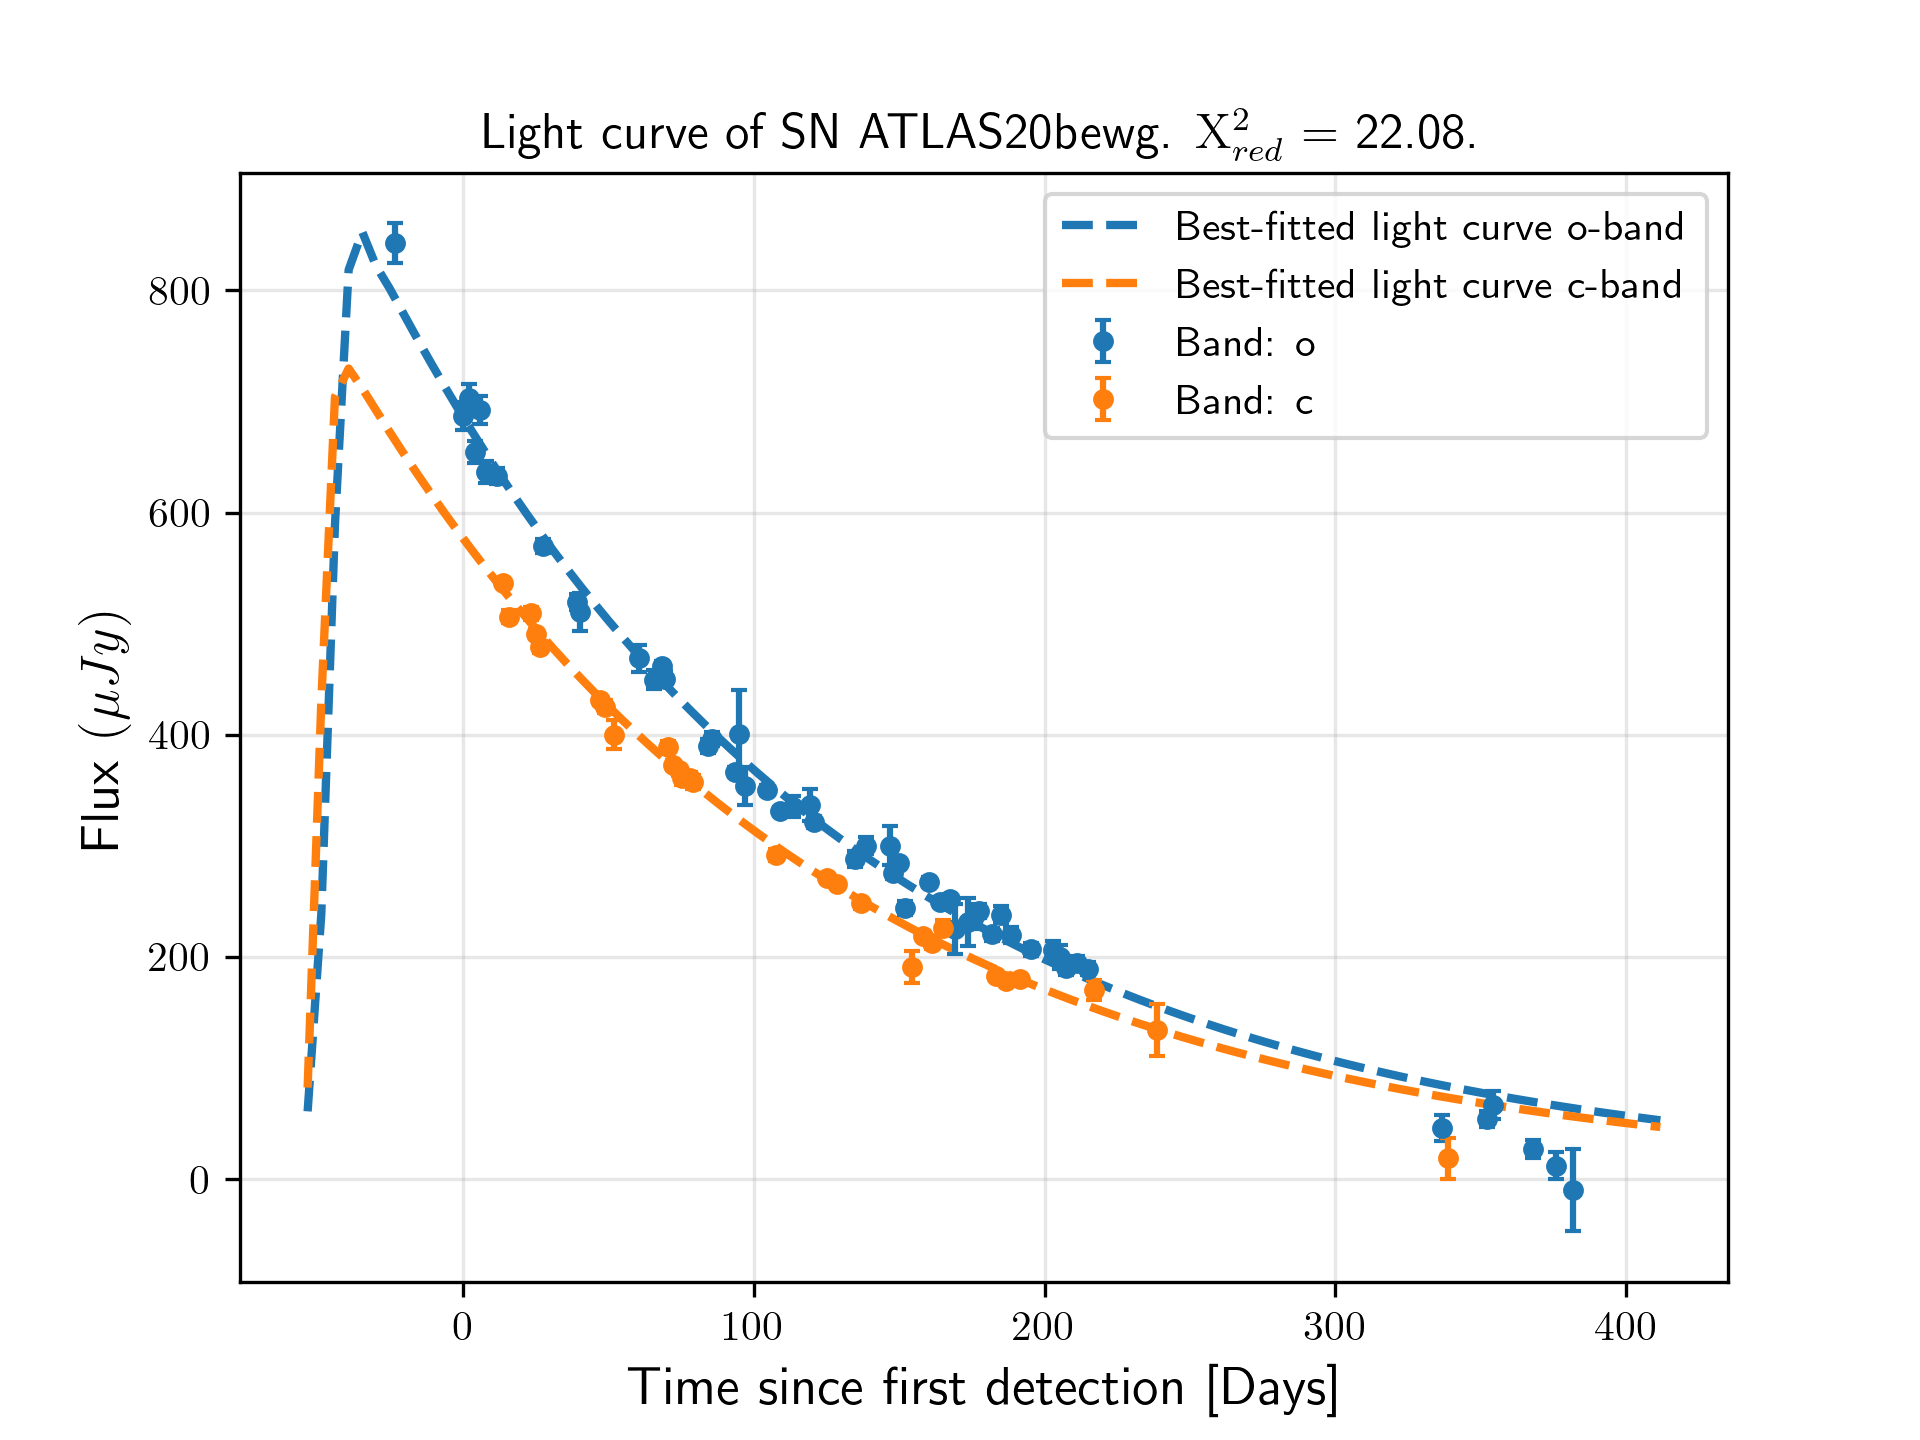 Light curve of SN ATLAS20bewg. X²_red = 22.08.
Best-fitted light curve o-band
Best-fitted light curve c-band
Band: o
Band: c
Flux (μJy)
800
600
400
200
0
0 100 200 300 400
Time since first detection [Days]